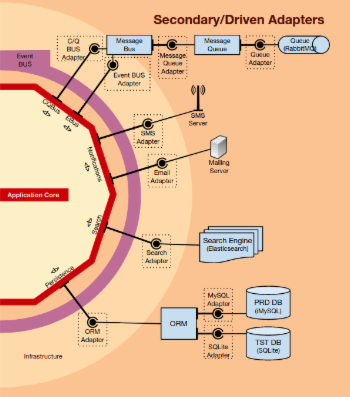 Secondary/Driven Adapters
C/Q
BUS
Adapter
Message
Bus
Message
Queue
Adapter
Message
Queue
Queue
Adapter
Queue
(RabbitMQ)
Event
BUS
Event BUS
Adapter
CQBus
</>
EBus
</>
SMS
Adapter
SMS
Server
Notifications
</>
Email
Adapter
Mailing
Server
Application Core
Search
</>
Search
Adapter
Search Engine
(Elasticsearch)
Persistence
</>
ORM
Adapter
ORM
MySQL
Adapter
PRD DB
(MySQL)
SQLite
Adapter
TST DB
(SQLite)
Infrastructure